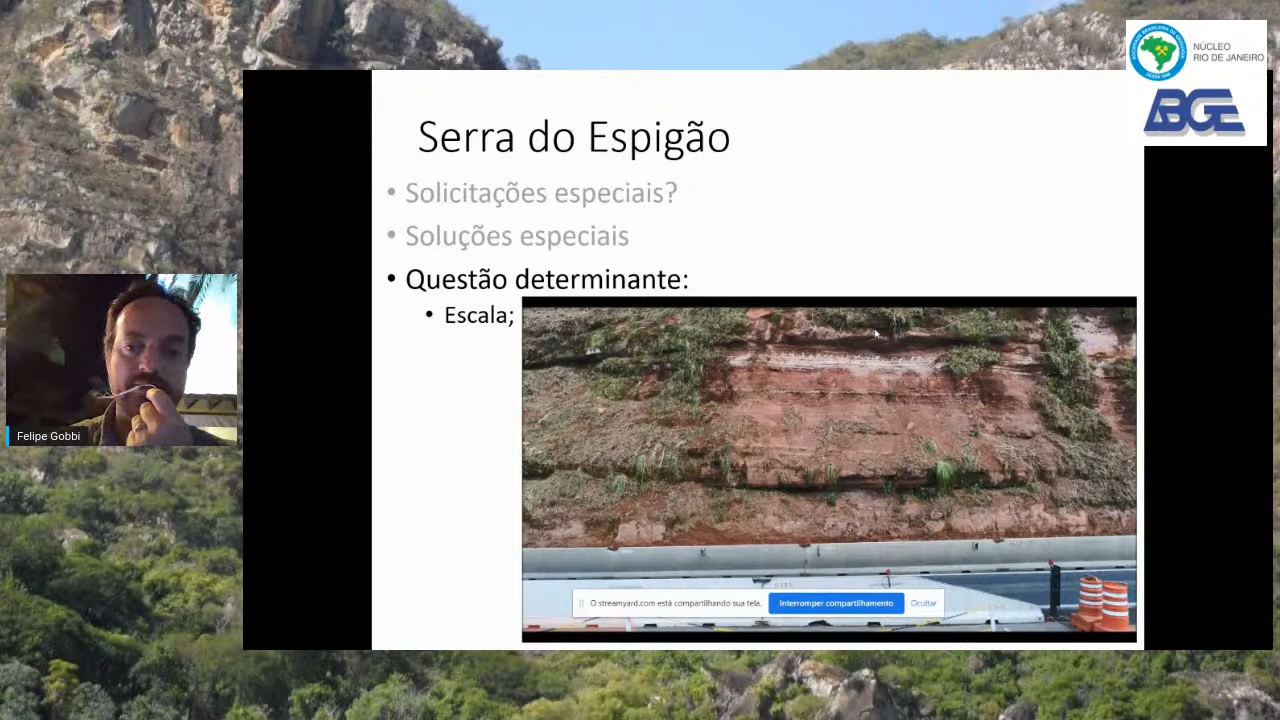 NÚCLEO
RIO DE JANEIRO
ABGE
Serra do Espigão
• Solicitações especiais?
• Soluções especiais
• Questão determinante:
• Escala;
Felipe Gobbi
O streamyard.com está compartilhando sua tela.
Interromper compartilhamento
Ocultar